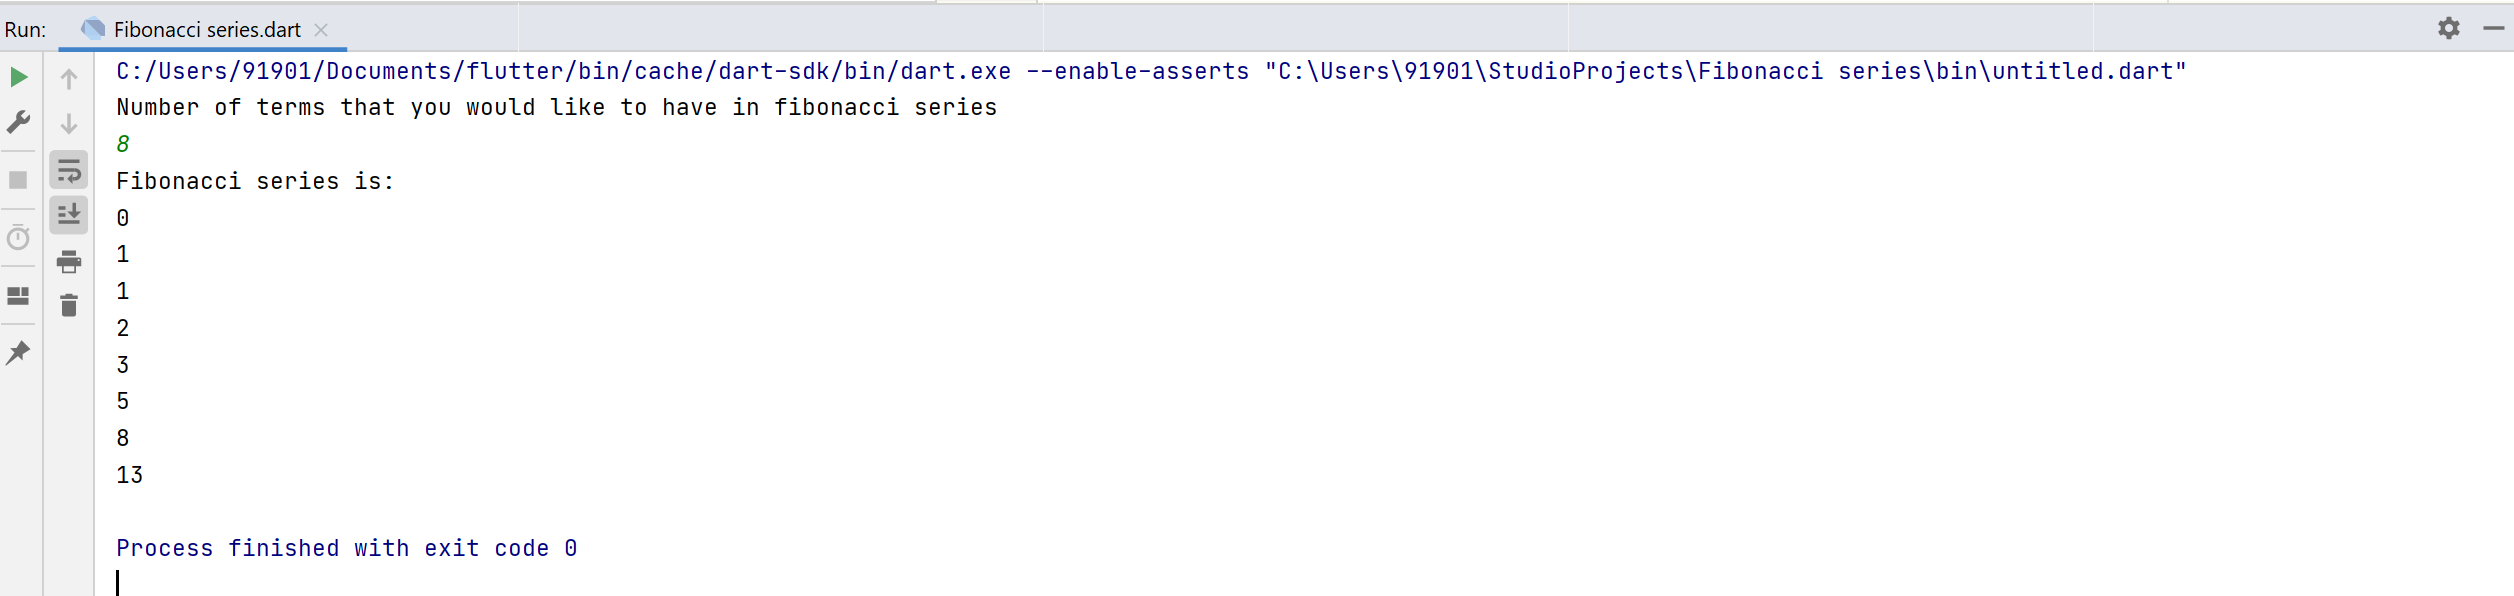 Run: Fibonacci series.dart
C:/Users/91901/Documents/flutter/bin/cache/dart-sdk/bin/dart.exe --enable-asserts "C:\Users\91901\StudioProjects\Fibonacci series\bin\untitled.dart"
Number of terms that you would like to have in fibonacci series
8
Fibonacci series is:
0
1
1
2
3
5
8
13
Process finished with exit code 0